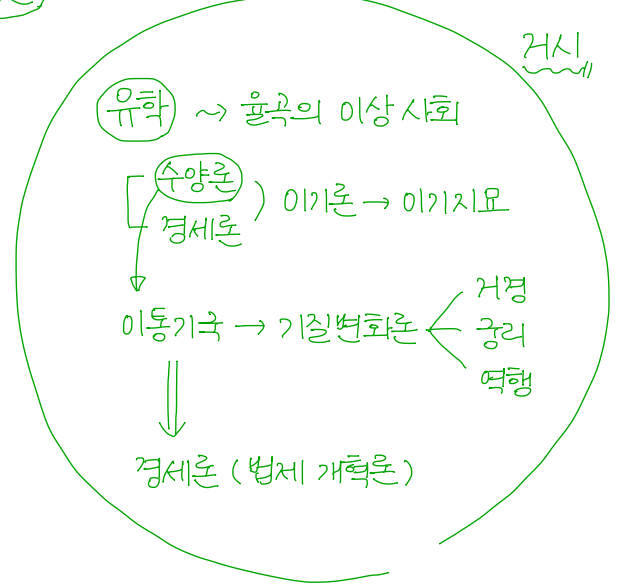 거시
유학 ~> 율곡의 이상 사회
수양론
경세론 ) 이기론 → 이기지묘
이통기국 → 기질변화론
거경
궁리
역행
경세론 (법제 개혁론)